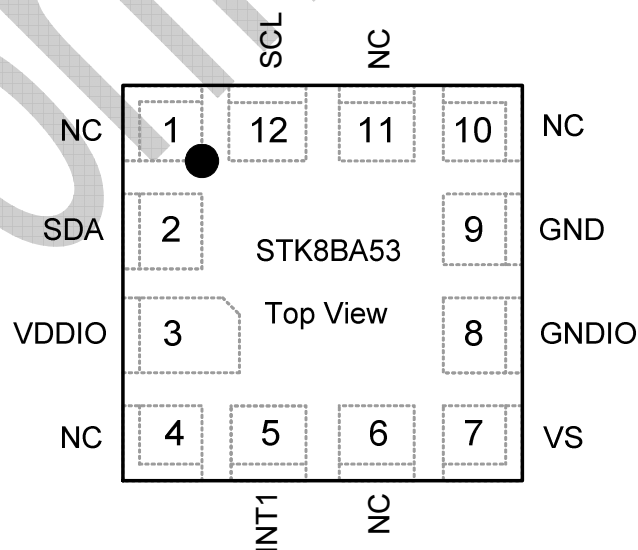 SCL
NC
NC 1 12 11 10 NC
SDA 2 9 GND
STK8BA53
Top View
VDDIO 3 8 GNDIO
NC 4 5 6 7 VS
INT1
NC